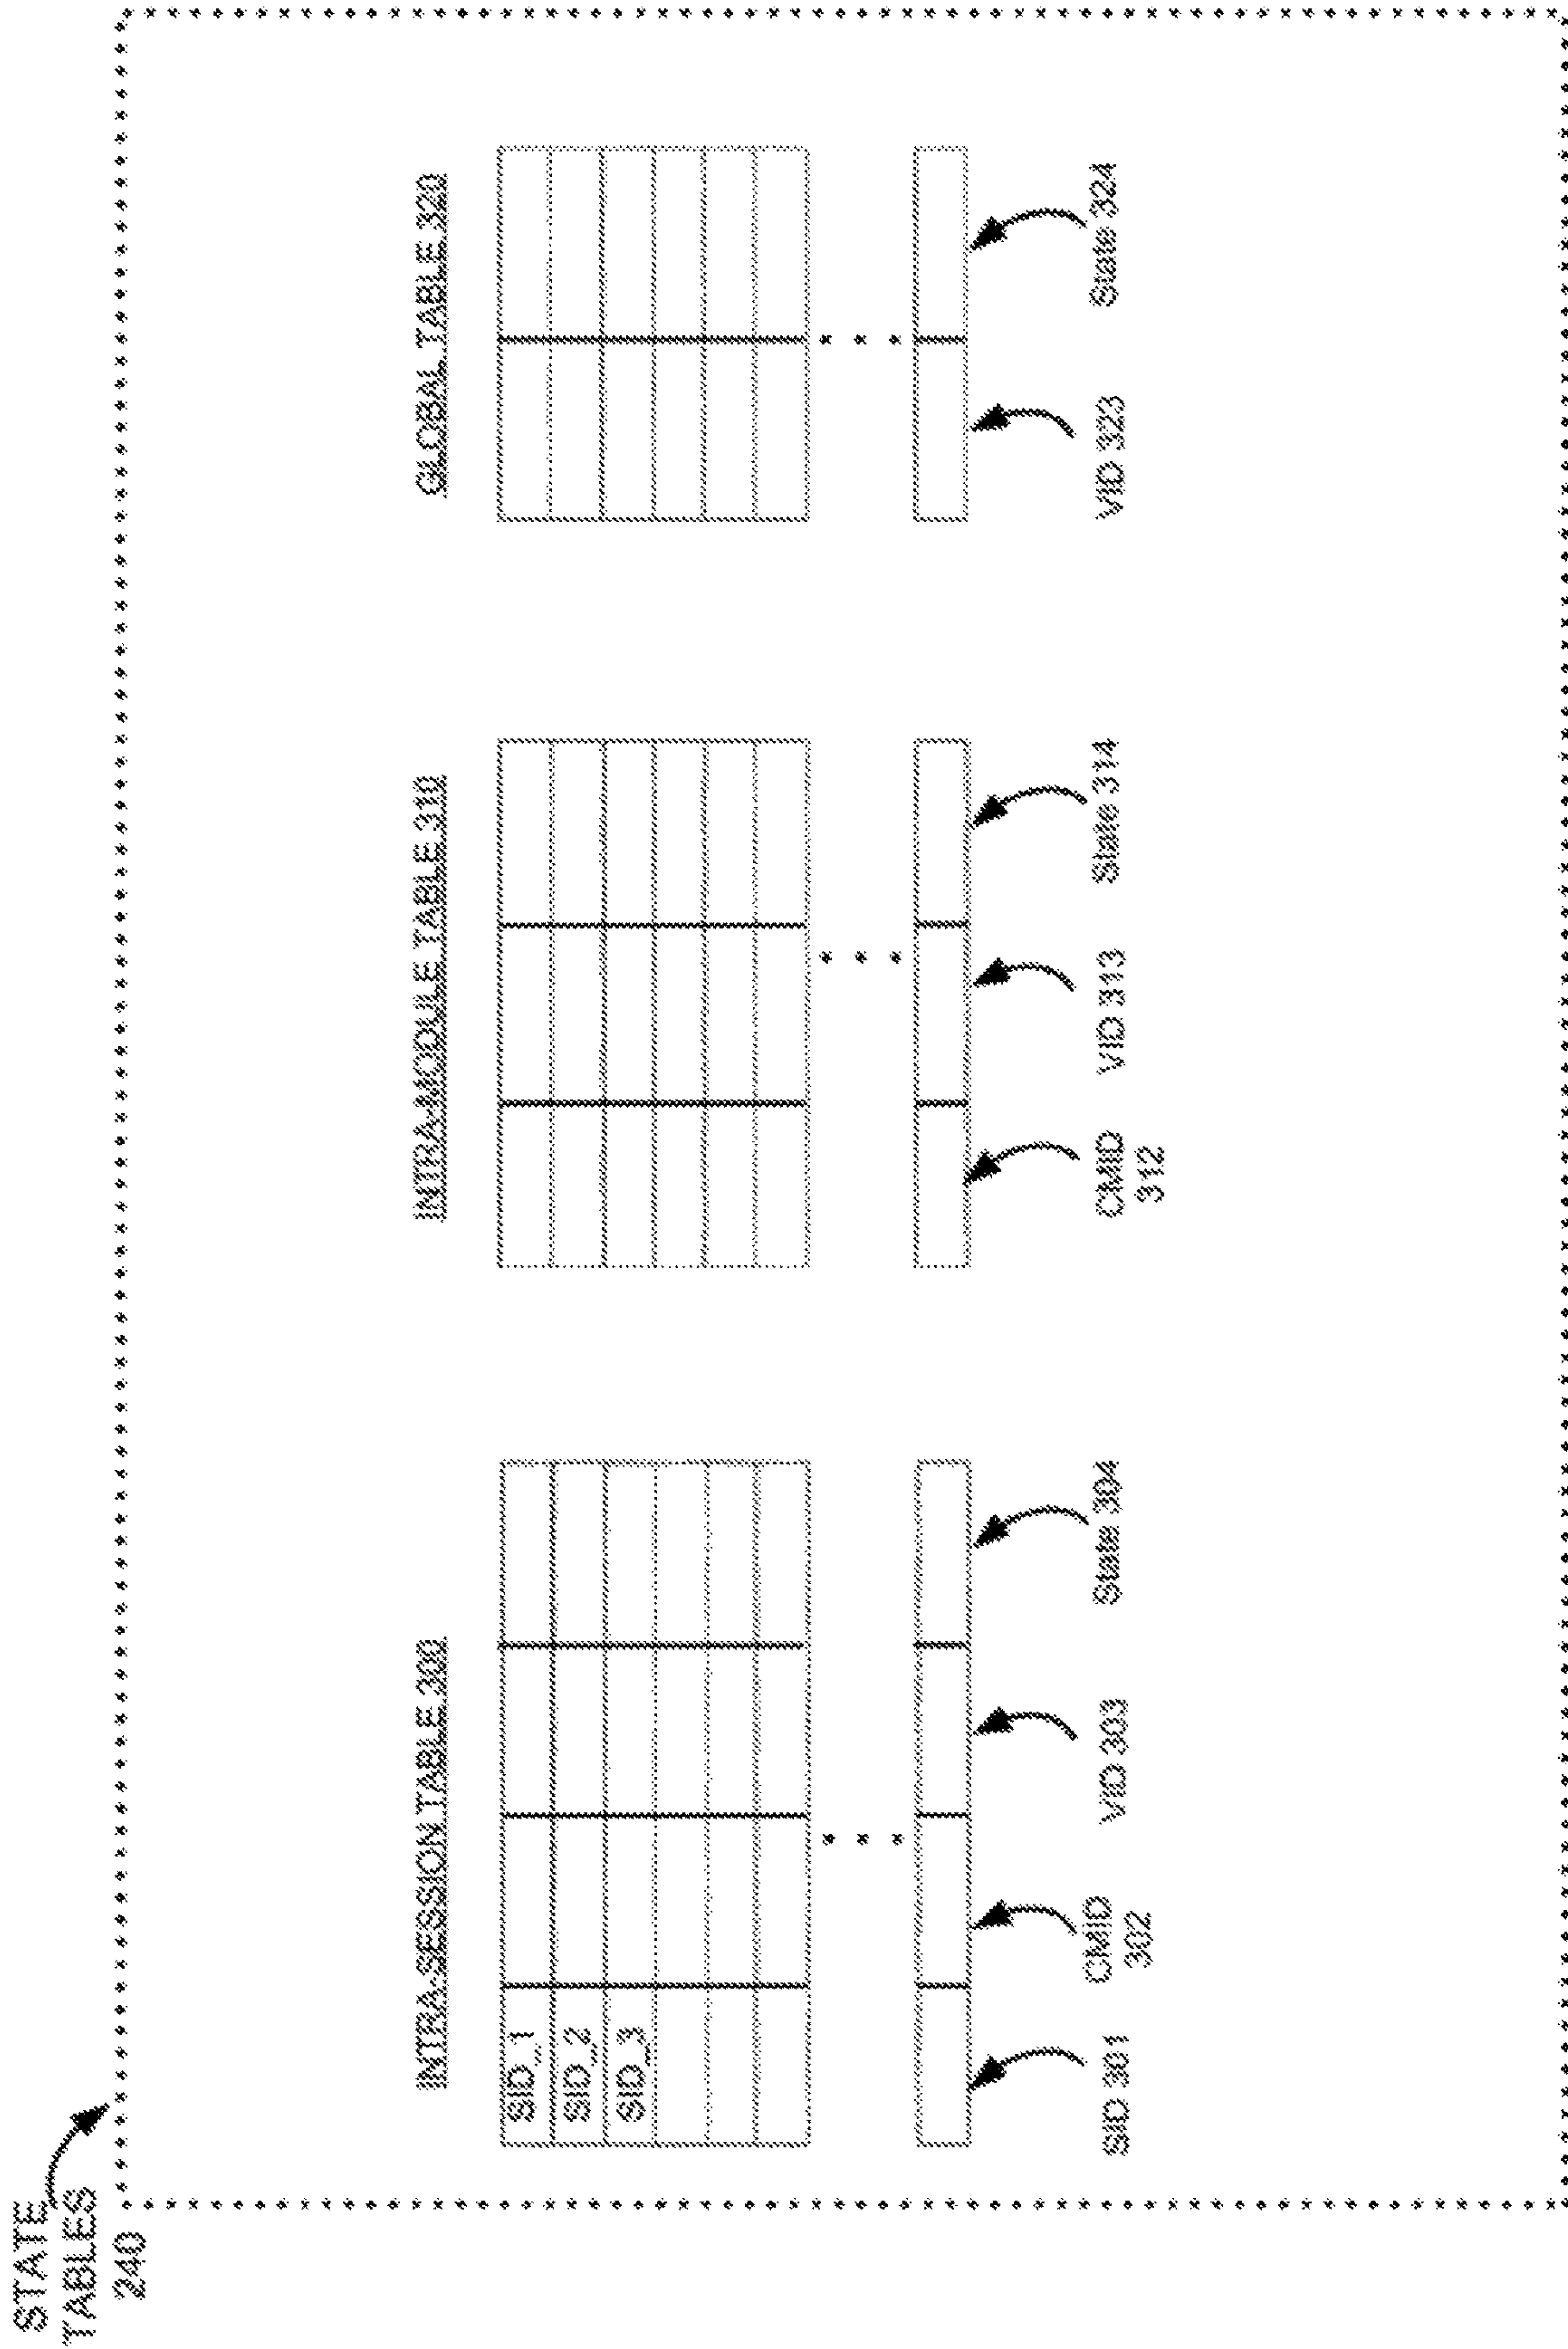 STATE
TABLES
240
INTRA-SESSION TABLE 300
SID_1
SID_2
SID_3
SID 301
CMID
302
VID 303
State 304
INTRA-MODULE TABLE 310
CMID
312
VID 313
State 314
GLOBAL TABLE 320
VID 323
State 324